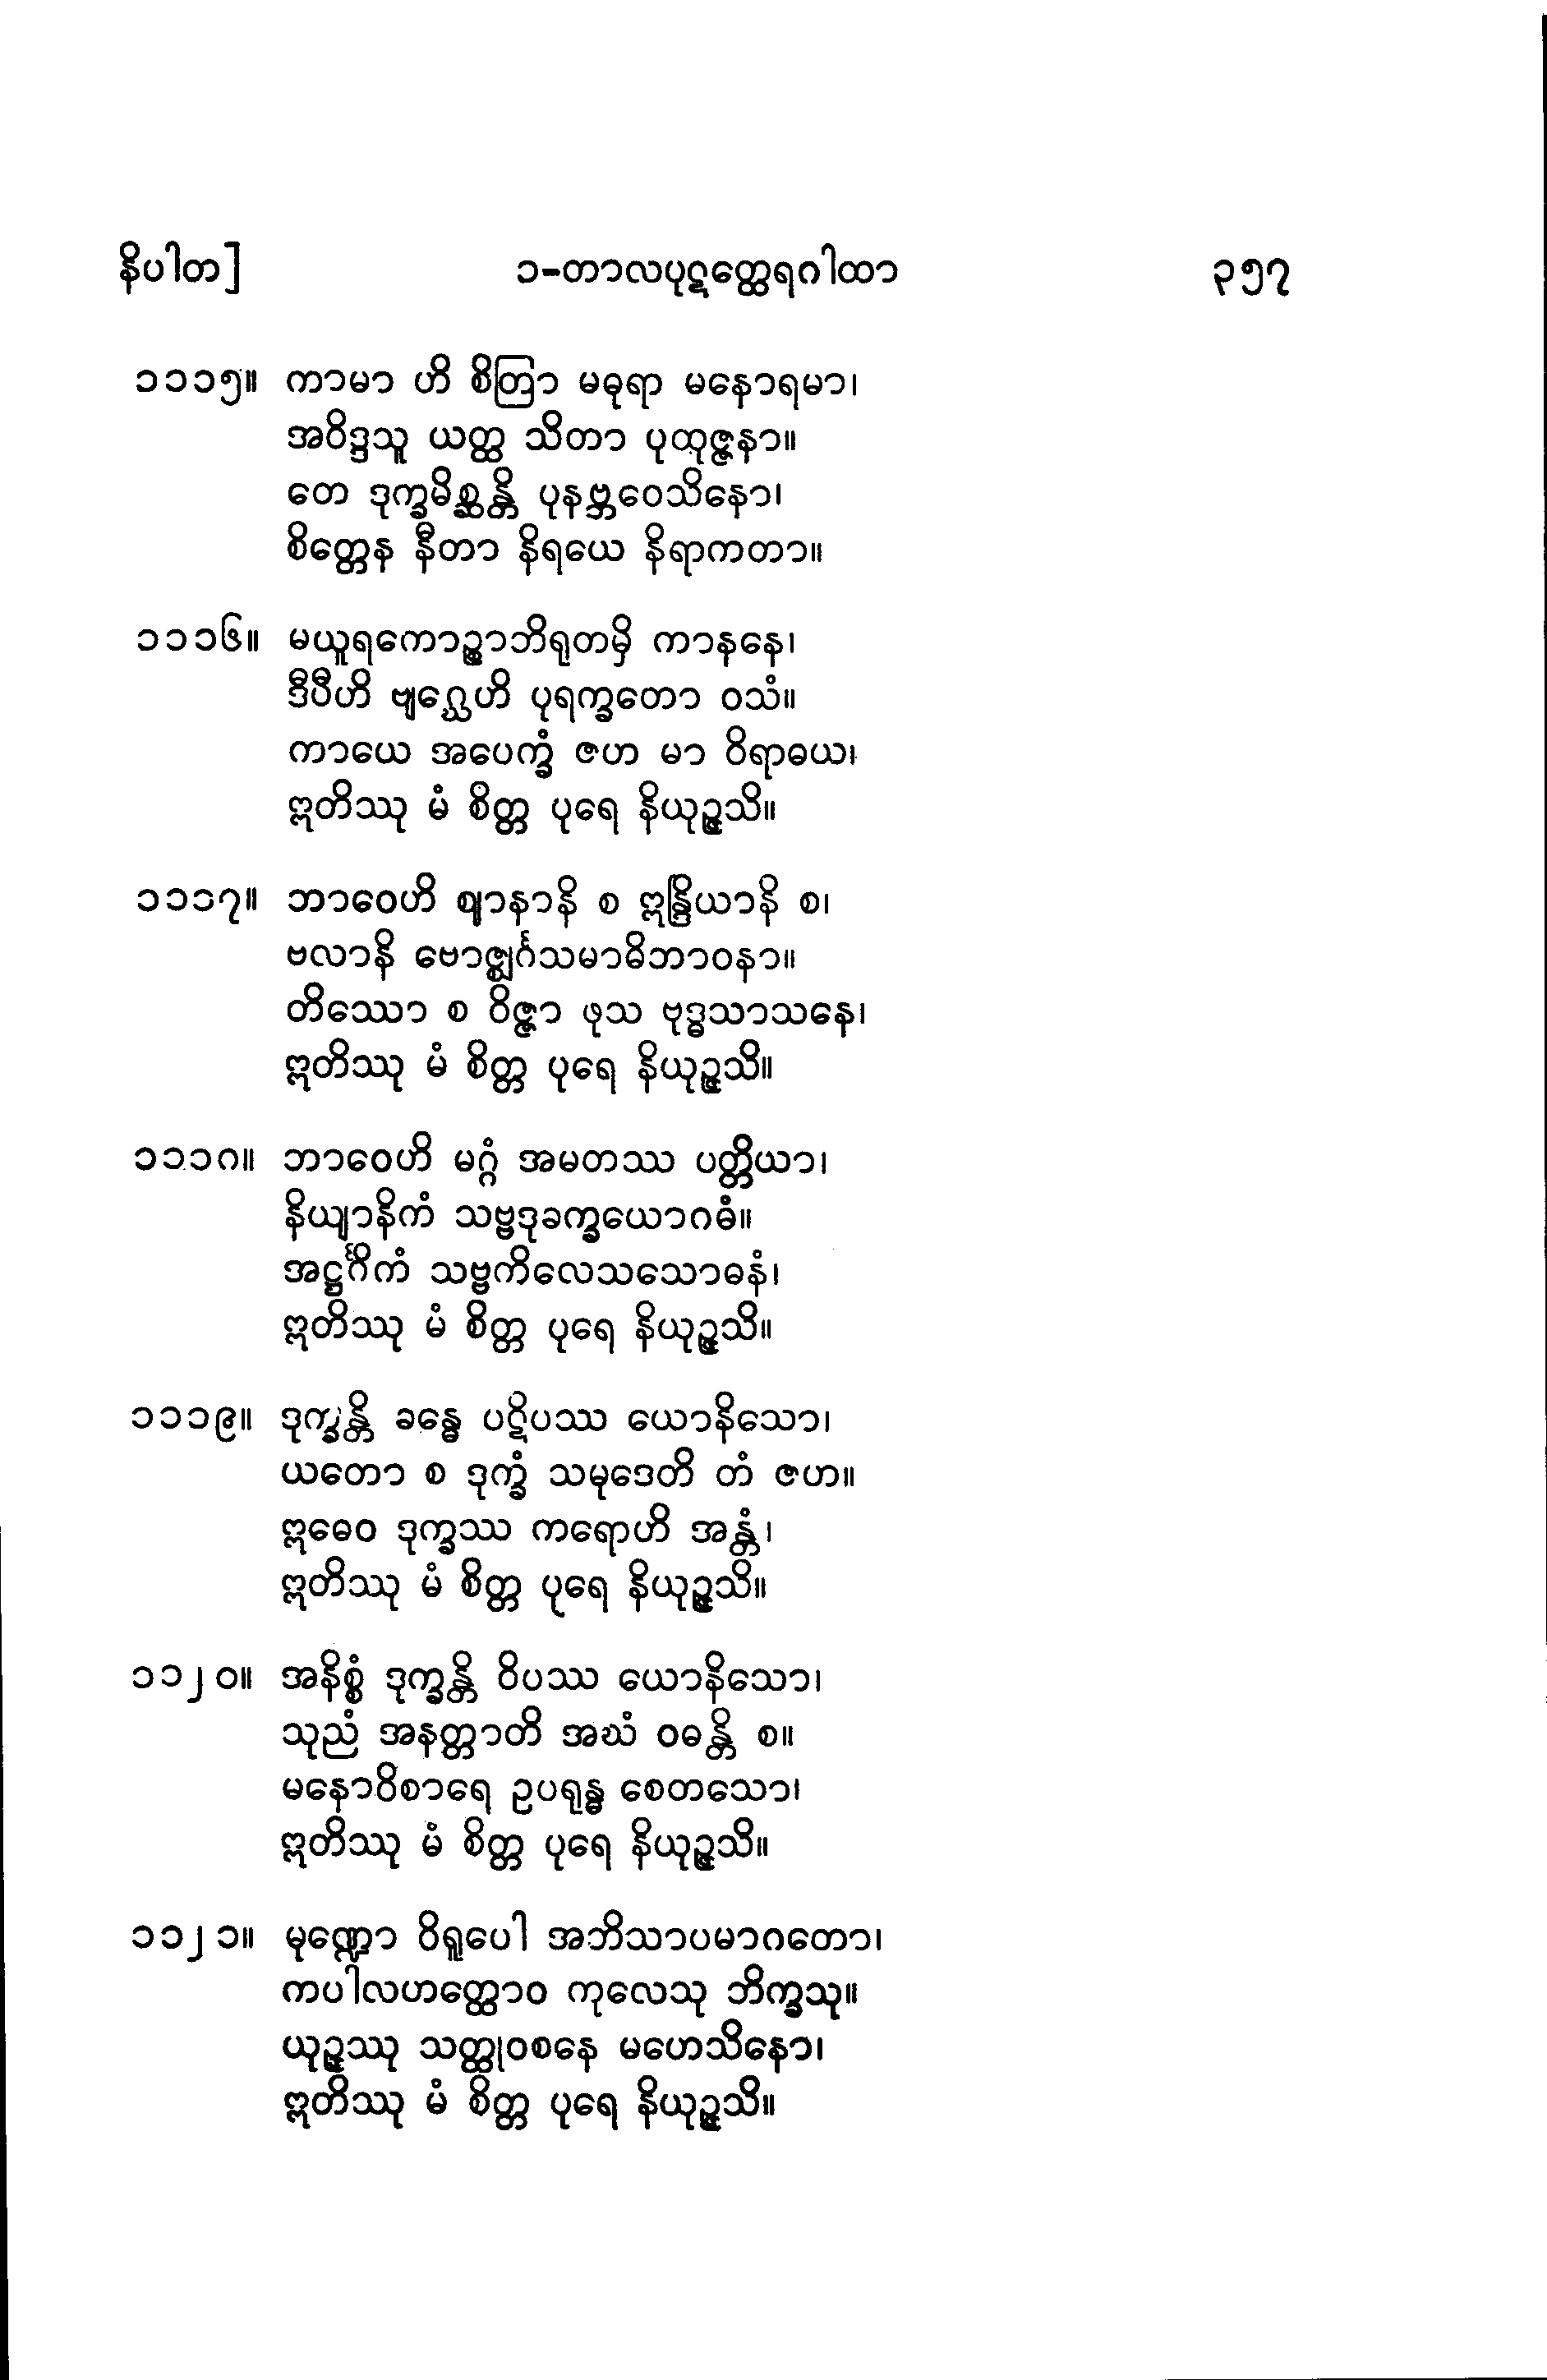 နိပါတ]
၁-တာလပုဋတ္ထေရဂါထာ
၃၅၇
၁၁၁၅။ ကာမာ ဟိ စိတြာ မဓုရာ မနောရမာ၊
အဝိဒ္ဒသူ ယတ္ထ သိတာ ပုထုဇ္ဇနာ။
တေ ဒုက္ခမိစ္ဆန္တိ ပုနဗ္ဘဝေသိနော၊
စိတ္တေန နီတာ နိရယေ နိရာကတာ။
၁၁၁၆။ မယူရကောဉ္စာဘိရုတမှိ ကာနနေ၊
ဒီပီဟိ ဗျဂ္ဃေဟိ ပုရက္ခတော ဝသံ။
ကာယေ အပေက္ခံ ဇဟ မာ ဝိရာဓယ၊
ဣတိဿု မံ စိတ္တ ပုရေ နိယုဉ္ဇသိ။
၁၁၁၇။ ဘာဝေဟိ ဈာနာနိ စ ဣန္ဒြိယာနိ စ၊
ဗလာနိ ဗောဇ္ဈင်္ဂသမာဓိဘာဝနာ။
တိဿော စ ဝိဇ္ဇာ ဖုသ ဗုဒ္ဓသာသနေ၊
ဣတိဿု မံ စိတ္တ ပုရေ နိယုဉ္ဇသိ။
၁၁၁ဂ။ ဘာဝေဟိ မဂ္ဂံ အမတဿ ပတ္တိယာ၊
နိယျာနိကံ သဗ္ဗဒုခက္ခယောဂဓံ။
အဋ္ဌင်္ဂိကံ သဗ္ဗကိလေသသောဓနံ၊
ဣတိဿု မံ စိတ္တ ပုရေ နိယုဉ္ဇသိ။
၁၁၁၉။ ဒုက္ခန္တိ ခန္ဓေ ပဋိပဿ ယောနိသော၊
ယတော စ ဒုက္ခံ သမုဒေတိ တံ ဇဟ။
ဣဓေဝ ဒုက္ခဿ ကရောဟိ အန္တံ၊
ဣတိဿု မံ စိတ္တ ပုရေ နိယုဉ္ဇသိ။
၁၁၂၀။ အနိစ္စံ ဒုက္ခန္တိ ဝိပဿ ယောနိသော၊
သုညံ အနတ္တာတိ အဃံ ဝဓန္တိ စ။
မနောဝိစာရေ ဥပရုန္ဓ စေတသော၊
ဣတိဿု မံ စိတ္တ ပုရေ နိယုဉ္ဇသိ။
၁၁၂၁။ မုဏ္ဍော ဝိရူပေါ အဘိသာပမာဂတော၊
ကပါလဟတ္ထောဝ ကုလေသု ဘိက္ခသု။
ယုဉ္ဇဿု သတ္ထုဝစနေ မဟေသိနော၊
ဣတိဿု မံ စိတ္တ ပုရေ နိယုဉ္ဇသိ။